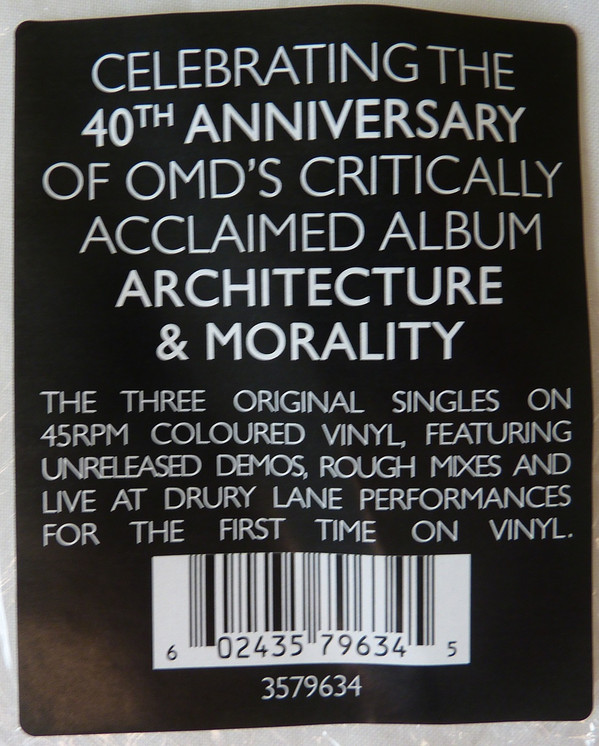 CELEBRATING THE
40TH ANNIVERSARY
OF OMD'S CRITICALLY
ACCLAIMED ALBUM
ARCHITECTURE
& MORALITY
THE THREE ORIGINAL SINGLES ON
45RPM COLOURED VINYL, FEATURING
UNRELEASED DEMOS, ROUGH MIXES AND
LIVE AT DRURY LANE PERFORMANCES
FOR THE FIRST TIME ON VINYL.
6 02435 79634 5
3579634